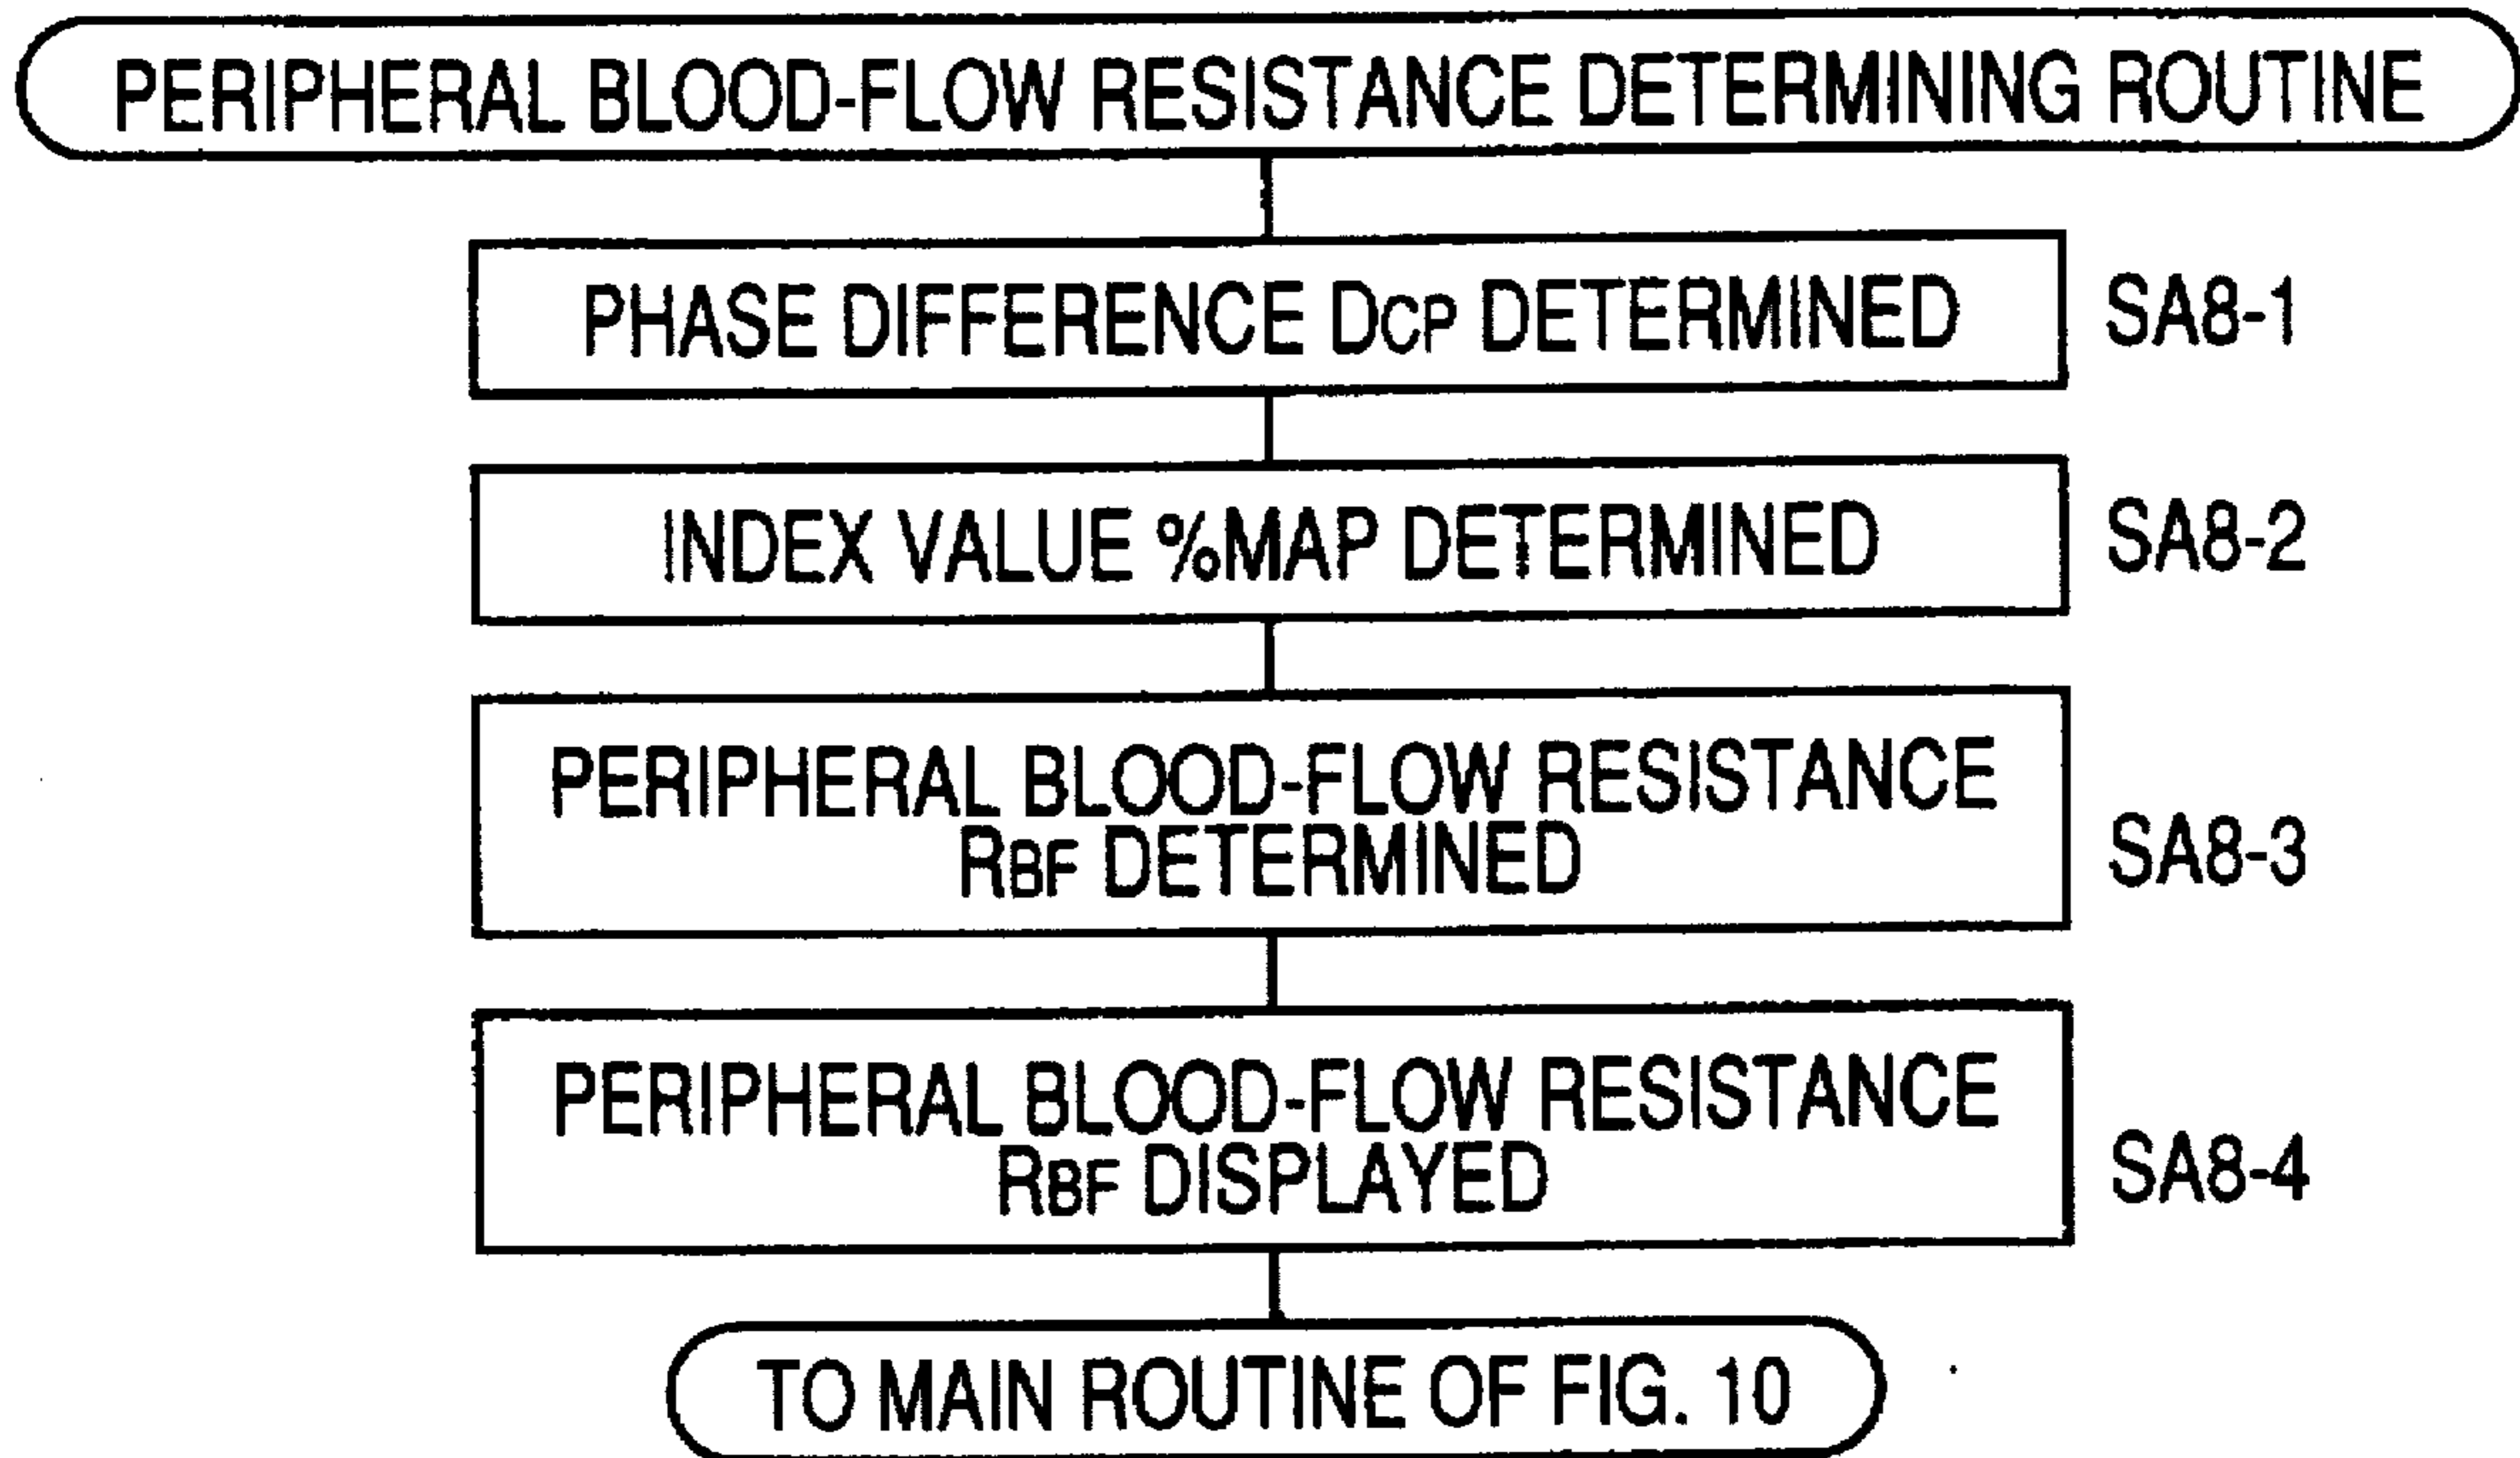 PERIPHERAL BLOOD-FLOW RESISTANCE DETERMINING ROUTINE
PHASE DIFFERENCE DCP DETERMINED
SA8-1
INDEX VALUE %MAP DETERMINED
SA8-2
PERIPHERAL BLOOD-FLOW RESISTANCE
RBF DETERMINED
SA8-3
PERIPHERAL BLOOD-FLOW RESISTANCE
RBF DISPLAYED
SA8-4
TO MAIN ROUTINE OF FIG. 10